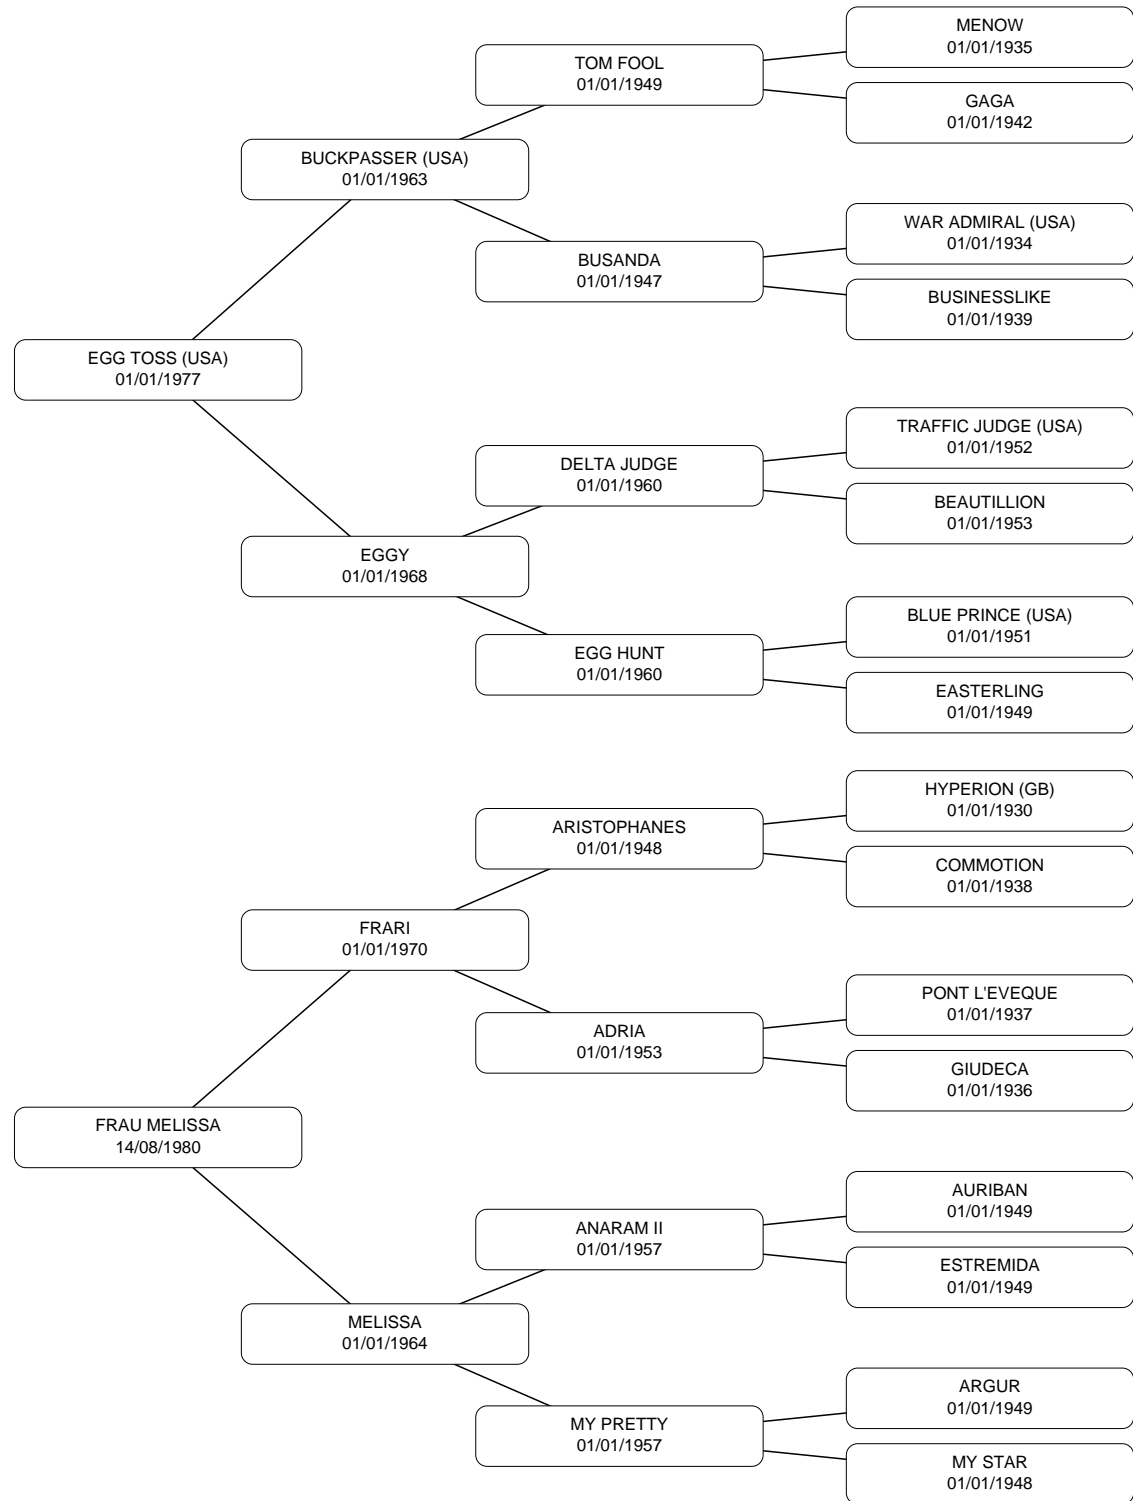 MENOW
01/01/1935
TOM FOOL
01/01/1949
GAGA
01/01/1942
BUCKPASSER (USA)
01/01/1963
WAR ADMIRAL (USA)
01/01/1934
BUSANDA
01/01/1947
BUSINESSLIKE
01/01/1939
EGG TOSS (USA)
01/01/1977
TRAFFIC JUDGE (USA)
01/01/1952
DELTA JUDGE
01/01/1960
BEAUTILLION
01/01/1953
EGGY
01/01/1968
BLUE PRINCE (USA)
01/01/1951
EGG HUNT
01/01/1960
EASTERLING
01/01/1949
HYPERION (GB)
01/01/1930
ARISTOPHANES
01/01/1948
COMMOTION
01/01/1938
FRARI
01/01/1970
PONT L'EVEQUE
01/01/1937
ADRIA
01/01/1953
GIUDECA
01/01/1936
FRAU MELISSA
14/08/1980
AURIBAN
01/01/1949
ANARAM II
01/01/1957
ESTREMIDA
01/01/1949
MELISSA
01/01/1964
ARGUR
01/01/1949
MY PRETTY
01/01/1957
MY STAR
01/01/1948